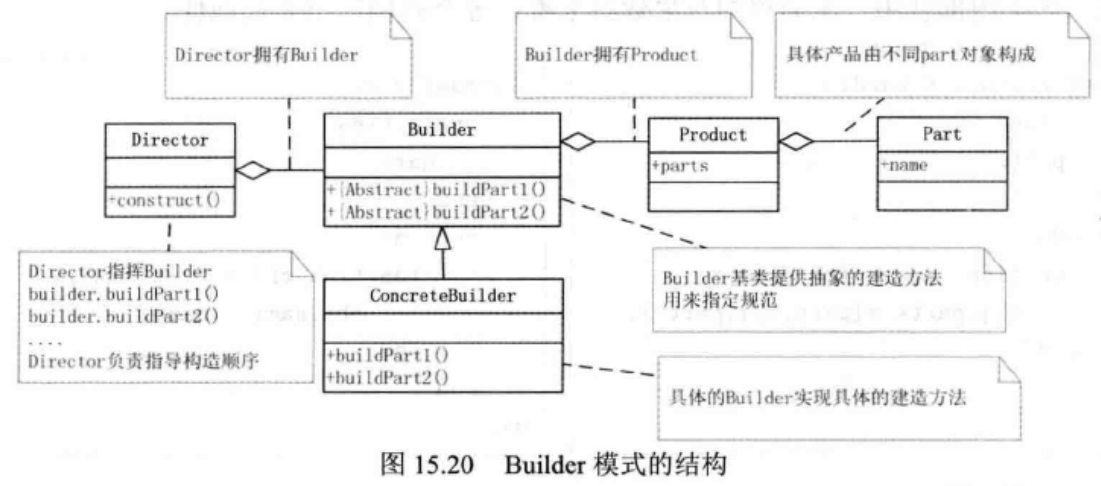 Director拥有Builder
Builder拥有Product
具体产品由不同part对象构成
Director
+construct()
Builder
+{Abstract}buildPart1()
+{Abstract}buildPart2()
Product
+parts
Part
+name
Director指挥Builder
builder.buildPart1()
builder.buildPart2()
....
Director负责指导构造顺序
ConcreteBuilder
+buildPart1()
+buildPart2()
Builder基类提供抽象的建造方法
用来指定规范
具体的Builder实现具体的建造方法
图 15.20 Builder 模式的结构